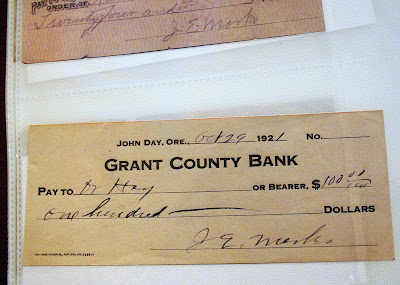 ORDER OF
J. E. Marks
JOHN DAY, ORE., Oct 29 1921 NO.
GRANT COUNTY BANK
PAY TO Dr Hay OR BEARER, $100.00
one hundred DOLLARS
J. E. Marks